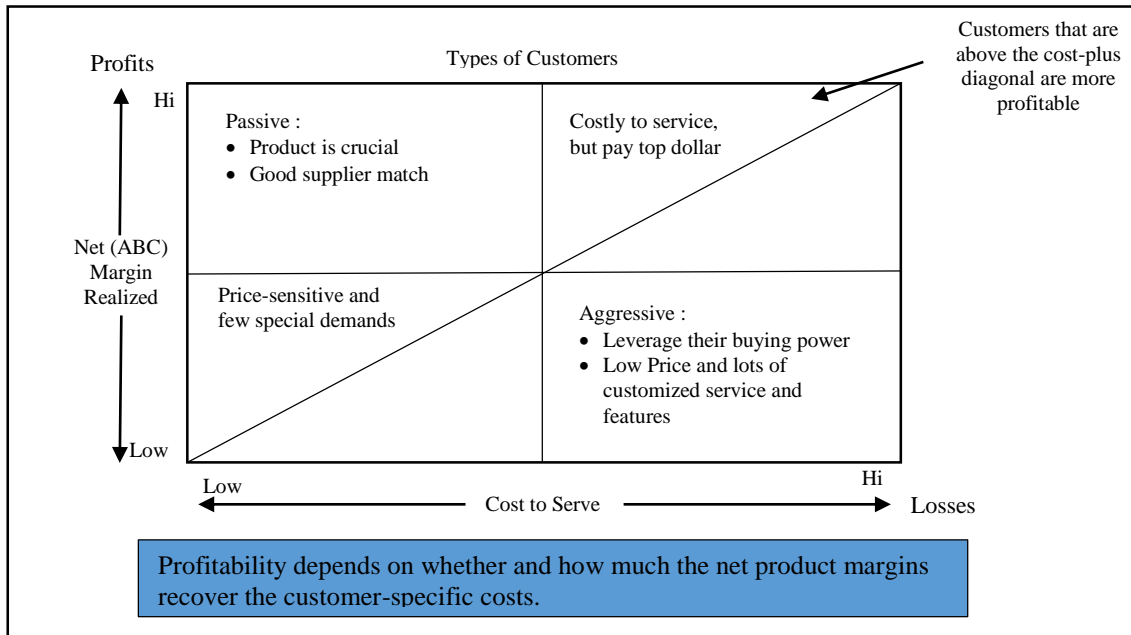 Types of Customers
Customers that are
above the cost-plus
diagonal are more
profitable
Profits
Hi
Passive :
• Product is crucial
• Good supplier match
Costly to service,
but pay top dollar
Net (ABC)
Margin
Realized
Price-sensitive and
few special demands
Aggressive :
• Leverage their buying power
• Low Price and lots of
customized service and
features
Low
Low
Cost to Serve
Hi
Losses
Profitability depends on whether and how much the net product margins
recover the customer-specific costs.